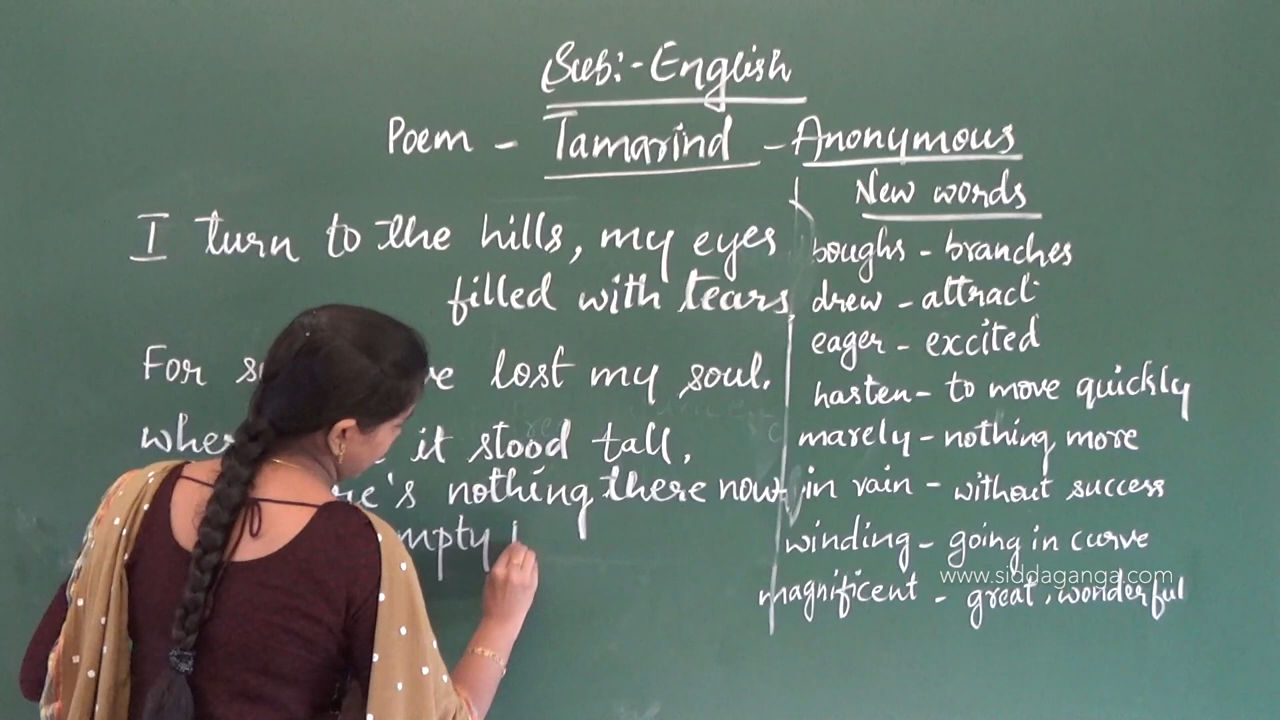 Sub:- English
Poem - Tamarind - Anonymous
I turn to the hills, my eyes
filled with tears,
For lost my soul.
it stood tall,
nothing there now
New words
boughs - branches
drew - attract
eager - excited
hasten - to move quickly
marely - nothing more
in vain - without success
winding - going in curve
magnificent - great, wonderful
www.siddaganga.com